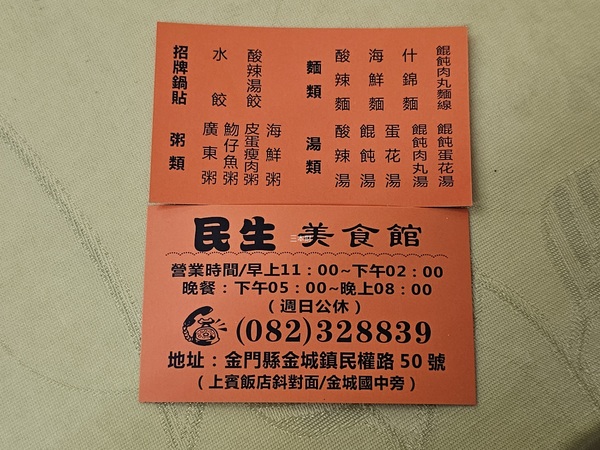 招牌鍋貼
水餃
酸辣湯餃
粥類
廣東粥
魩仔魚粥
皮蛋瘦肉粥
海鮮粥
麵類
酸辣麵
海鮮麵
什錦麵
餛飩肉丸麵線
湯類
酸辣湯
餛飩湯
蛋花湯
餛飩肉丸湯
餛飩蛋花湯
民生 美食館
營業時間/早上11：00~下午02：00
晚餐：下午05：00~晚上08：00
（週日公休）
(082)328839
地址：金門縣金城鎮民權路50號
（上賓飯店斜對面/金城國中旁）